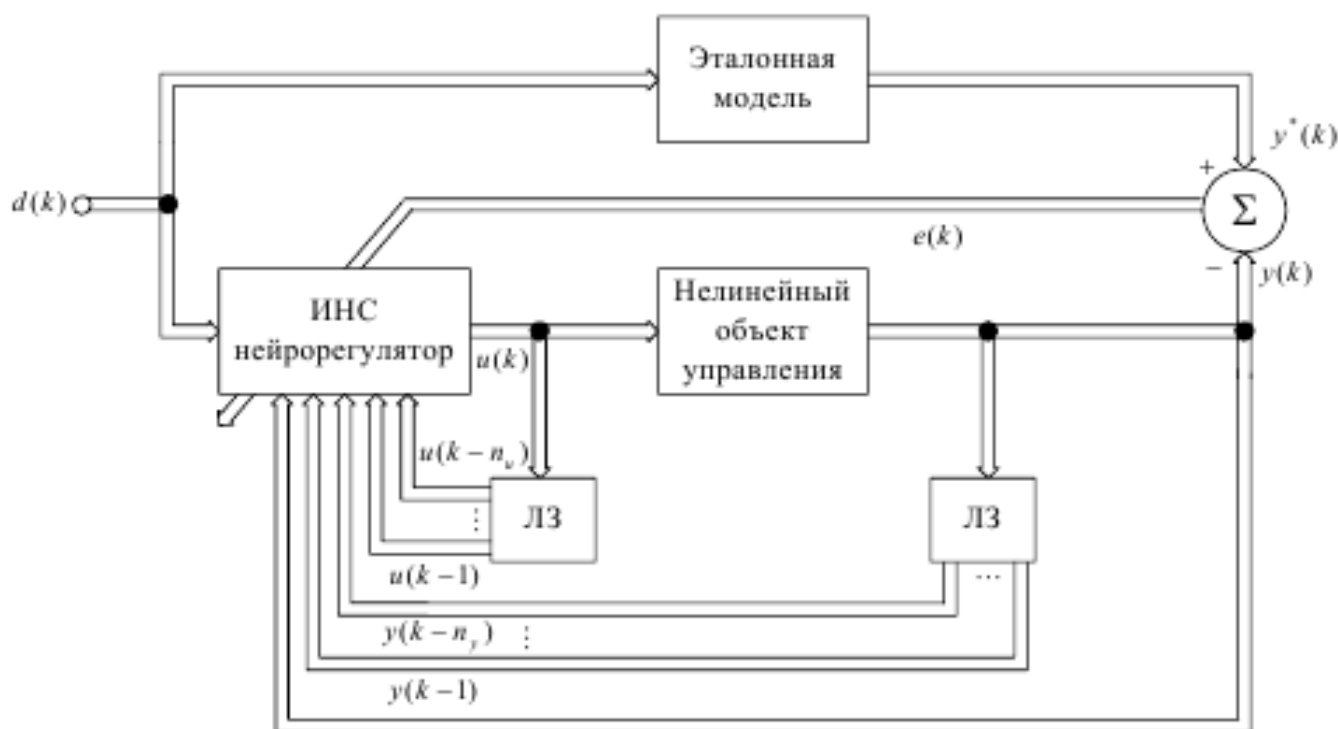 Эталонная
модель
y*(k)
+
d(k)
Σ
e(k)
−
y(k)
ИНС
нейрорегулятор
u(k)
Нелинейный
объект
управления
u(k − n_u)
⋮
ЛЗ
ЛЗ
u(k − 1)
...
y(k − n_y) ⋮
y(k − 1)